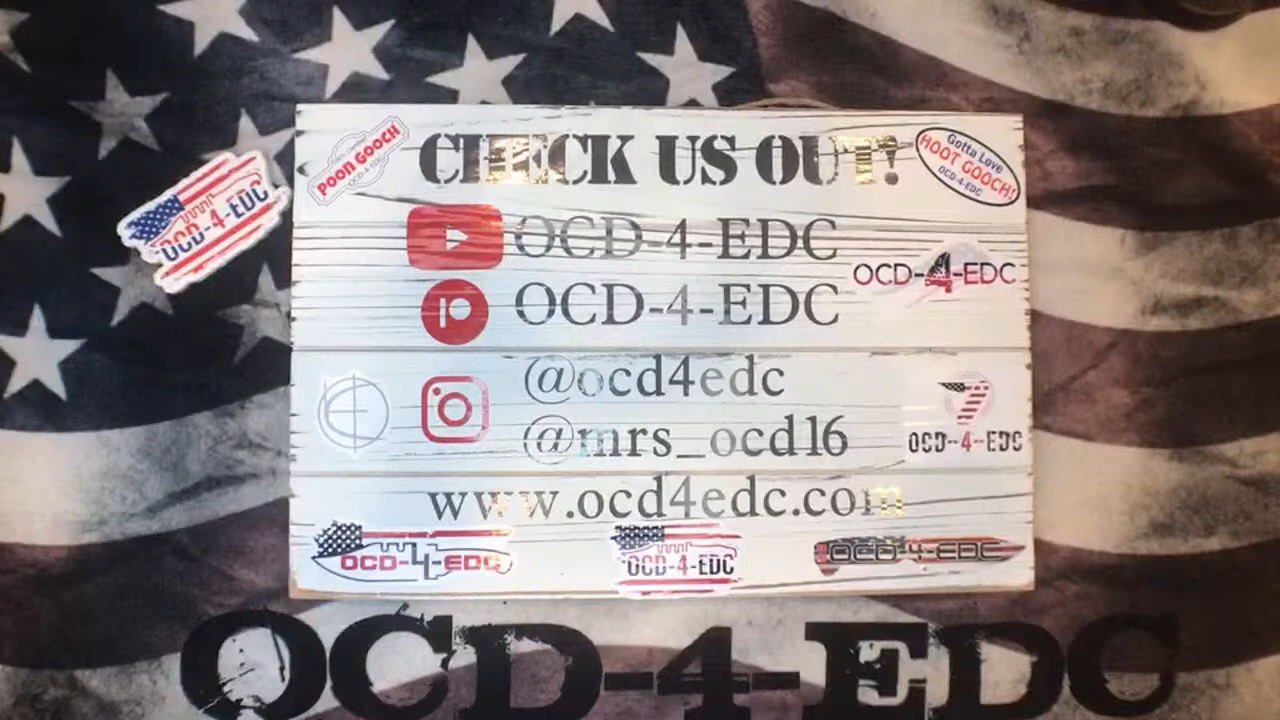 CHECK US OUT!
POON GOOCH
OCD-4-EDC
Gotta Love
HOOT GOOCH!
OCD-4-EDC
OCD-4-EDC
OCD-4-EDC
OCD-4-EDC
OCD-4-EDC
@ocd4edc
@mrs_ocd16
OCD-4-EDC
www.ocd4edc.com
OCD-4-EDC
OCD-4-EDC
OCD-4-EDC
OCD-4-EDC